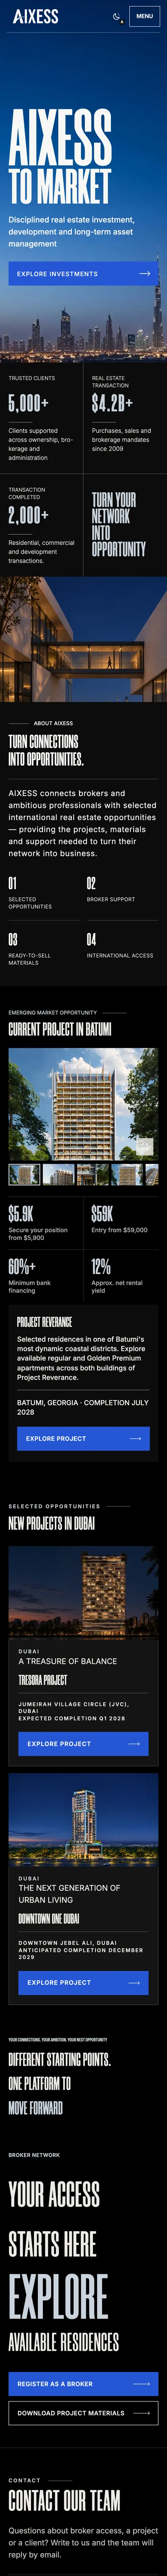 AIXESS
MENU
AIXESS
TO MARKET
Disciplined real estate investment,
development and long-term asset
management
EXPLORE INVESTMENTS
TRUSTED CLIENTS
5,000+
Clients supported
across ownership, bro-
kerage and
administration
REAL ESTATE
TRANSACTION
$4.2B+
Purchases, sales and
brokerage mandates
since 2009
TRANSACTION
COMPLETED
2,000+
Residential, commercial
and development
transactions.
TURN YOUR
NETWORK
INTO
OPPORTUNITY
ABOUT AIXESS
TURN CONNECTIONS
INTO OPPORTUNITIES.
AIXESS connects brokers and
ambitious professionals with selected
international real estate opportunities
— providing the projects, materials
and support needed to turn their
network into business.
01
SELECTED
OPPORTUNITIES
02
BROKER SUPPORT
03
READY-TO-SELL
MATERIALS
04
INTERNATIONAL ACCESS
EMERGING MARKET OPPORTUNITY
CURRENT PROJECT IN BATUMI
$5.9K
Secure your position
from $5,900
$59K
Entry from $59,000
60%+
Minimum bank
financing
12%
Approx. net rental
yield
PROJECT REVERANCE
Selected residences in one of Batumi's
most dynamic coastal districts. Explore
available regular and Golden Premium
apartments across both buildings of
Project Reverance.
BATUMI, GEORGIA · COMPLETION JULY
2028
EXPLORE PROJECT
SELECTED OPPORTUNITIES
NEW PROJECTS IN DUBAI
DUBAI
A TREASURE OF BALANCE
TRESORA PROJECT
JUMEIRAH VILLAGE CIRCLE (JVC),
DUBAI
EXPECTED COMPLETION Q1 2028
EXPLORE PROJECT
DUBAI
THE NEXT GENERATION OF
URBAN LIVING
DOWNTOWN ONE DUBAI
DOWNTOWN JEBEL ALI, DUBAI
ANTICIPATED COMPLETION DECEMBER
2029
EXPLORE PROJECT
YOUR CONNECTIONS. YOUR AMBITION. YOUR NEXT OPPORTUNITY
DIFFERENT STARTING POINTS.
ONE PLATFORM TO
MOVE FORWARD
BROKER NETWORK
YOUR ACCESS
STARTS HERE
EXPLORE
AVAILABLE RESIDENCES
REGISTER AS A BROKER
DOWNLOAD PROJECT MATERIALS
CONTACT
CONTACT OUR TEAM
Questions about broker access, a project
or a client? Write to us and the team will
reply by email.